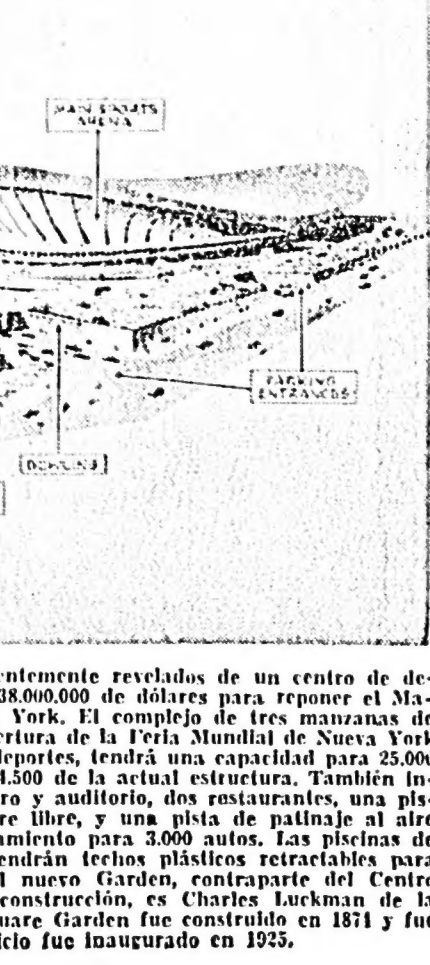 MAIN SPORTS
ARENA
PARKING
ENTRANCES
BOWLING
entemente revelados de un centro de de-
38.000.000 de dólares para reponer el Ma-
York. El complejo de tres manzanas de
ertura de la Feria Mundial de Nueva York
deportes, tendrá una capacidad para 25.000
4.500 de la actual estructura. También in-
ro y auditorio, dos restaurantes, una pis-
re libre, y una pista de patinaje al aire
amiento para 3.000 autos. Las piscinas de
endrán techos plásticos retractables para
l nuevo Garden, contraparte del Centro
construcción, es Charles Luckman de la
uare Garden fue construido en 1871 y fue
icio fue inaugurado en 1925.